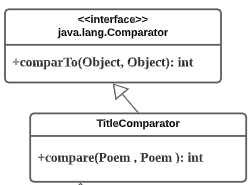 <<interface>>
java.lang.Comparator
+comparTo(Object, Object): int
TitleComparator
+compare(Poem , Poem ): int